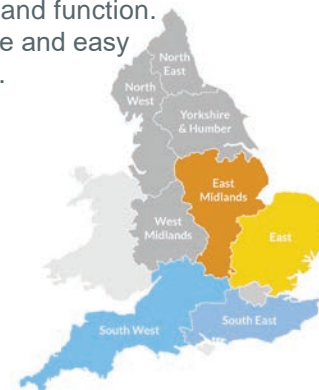 and function.
e and easy
.
North
East
North
West
Yorkshire
& Humber
East
Midlands
West
Midlands
East
South West
South East